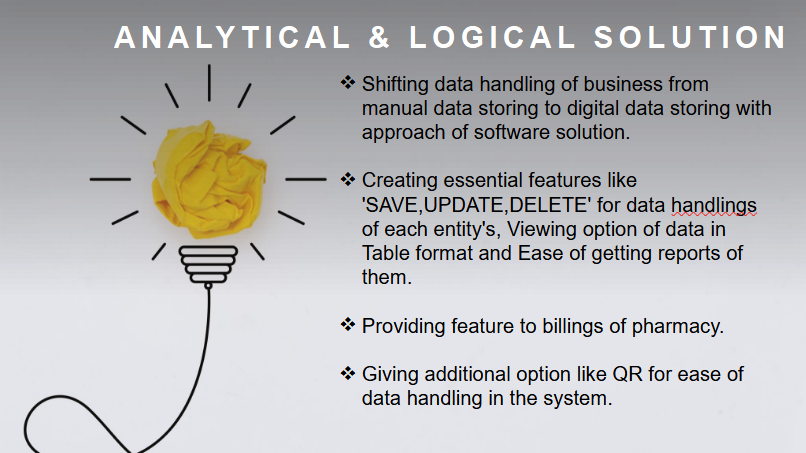 ANALYTICAL & LOGICAL SOLUTION
❖ Shifting data handling of business from
manual data storing to digital data storing with
approach of software solution.
❖ Creating essential features like
'SAVE,UPDATE,DELETE' for data handlings
of each entity's, Viewing option of data in
Table format and Ease of getting reports of
them.
❖ Providing feature to billings of pharmacy.
❖ Giving additional option like QR for ease of
data handling in the system.